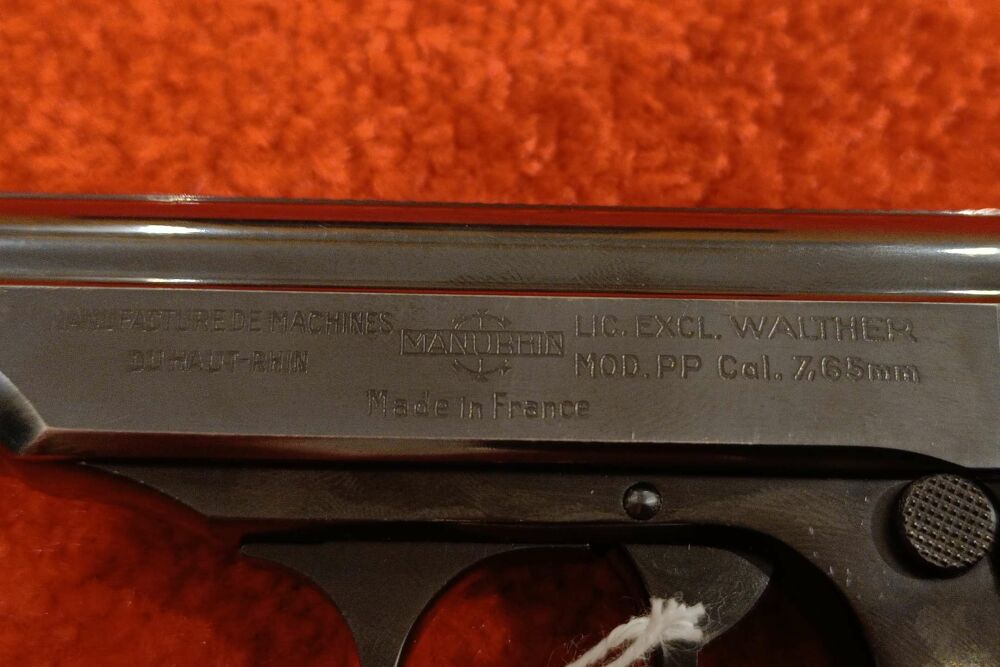 MANUFACTURE DE MACHINES
DU HAUT-RHIN
MANURHIN
LIC. EXCL. WALTHER
MOD. PP Cal. 7,65mm
Made in France